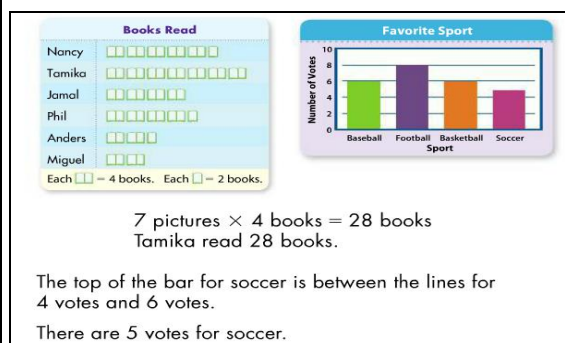 Books Read
Nancy
Tamika
Jamal
Phil
Anders
Miguel
Each = 4 books. Each = 2 books.
Favorite Sport
Number of Votes
10
8
6
4
2
0
Baseball Football Basketball Soccer
Sport
7 pictures × 4 books = 28 books
Tamika read 28 books.
The top of the bar for soccer is between the lines for
4 votes and 6 votes.
There are 5 votes for soccer.